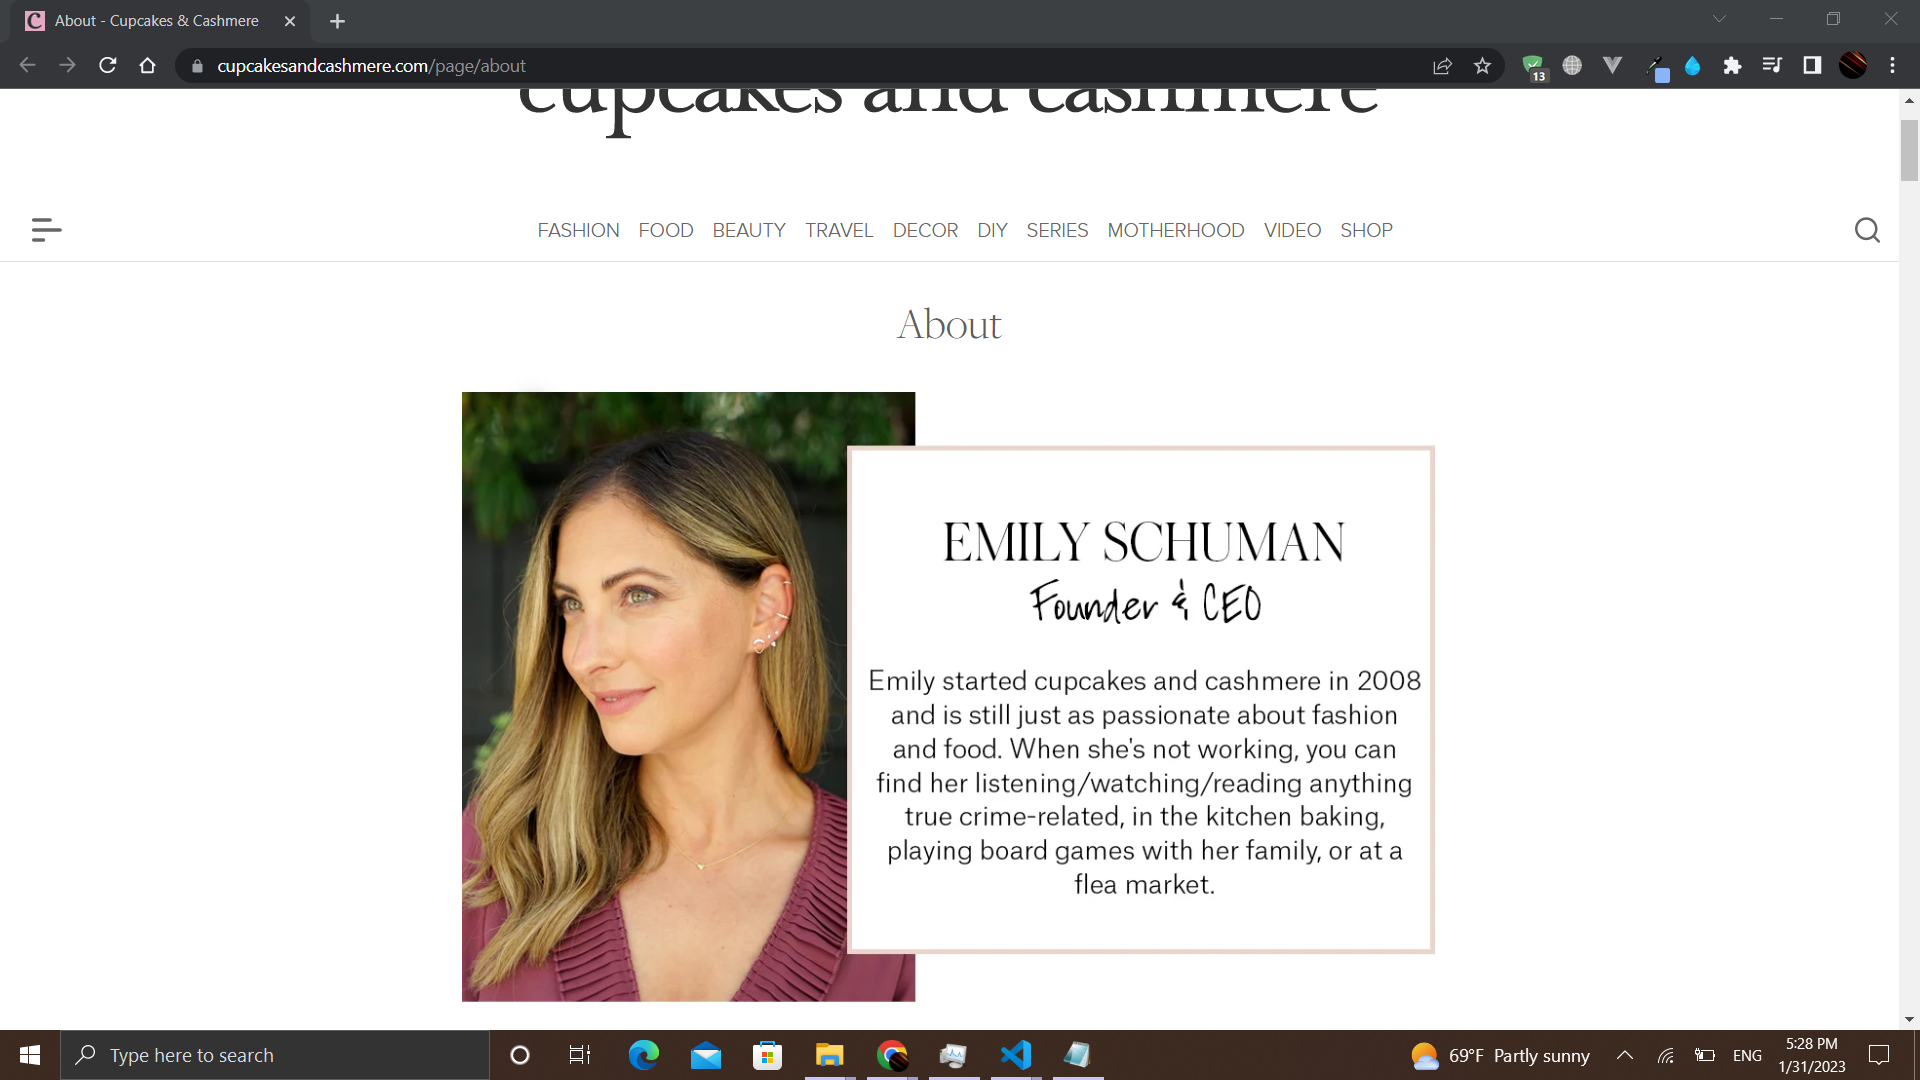 About - Cupcakes & Cashmere
cupcakesandcashmere.com/page/about
13
cupcakes and cashmere
FASHION FOOD BEAUTY TRAVEL DECOR DIY SERIES MOTHERHOOD VIDEO SHOP
About
EMILY SCHUMAN
Founder & CEO
Emily started cupcakes and cashmere in 2008
and is still just as passionate about fashion
and food. When she's not working, you can
find her listening/watching/reading anything
true crime-related, in the kitchen baking,
playing board games with her family, or at a
flea market.
Type here to search
69°F Partly sunny
ENG
5:28 PM
1/31/2023